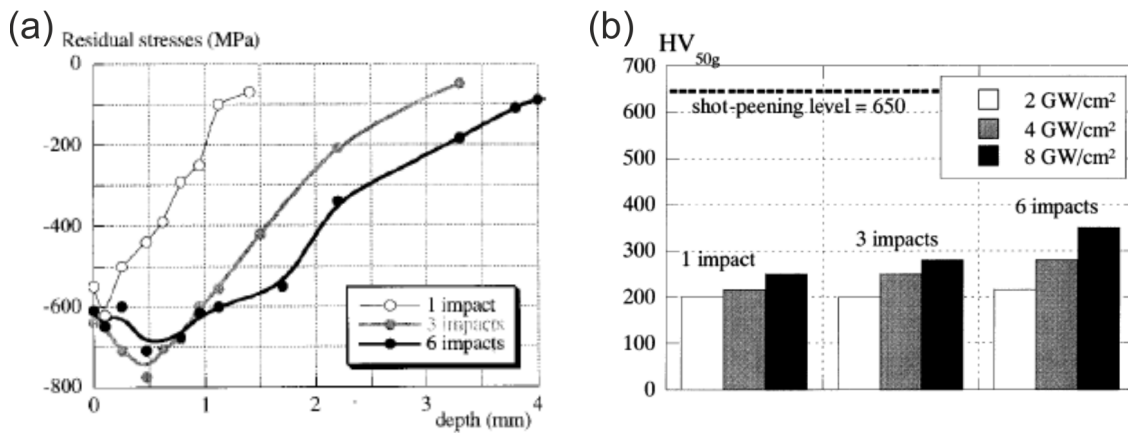 (a)
Residual stresses (MPa)
0
-200
-400
-600
-800
0
1
2
3
4
depth (mm)
1 impact
3 impacts
6 impacts
(b)
HV 50g
700
600
500
400
300
200
100
0
shot-peening level = 650
2 GW/cm²
4 GW/cm²
8 GW/cm²
1 impact
3 impacts
6 impacts